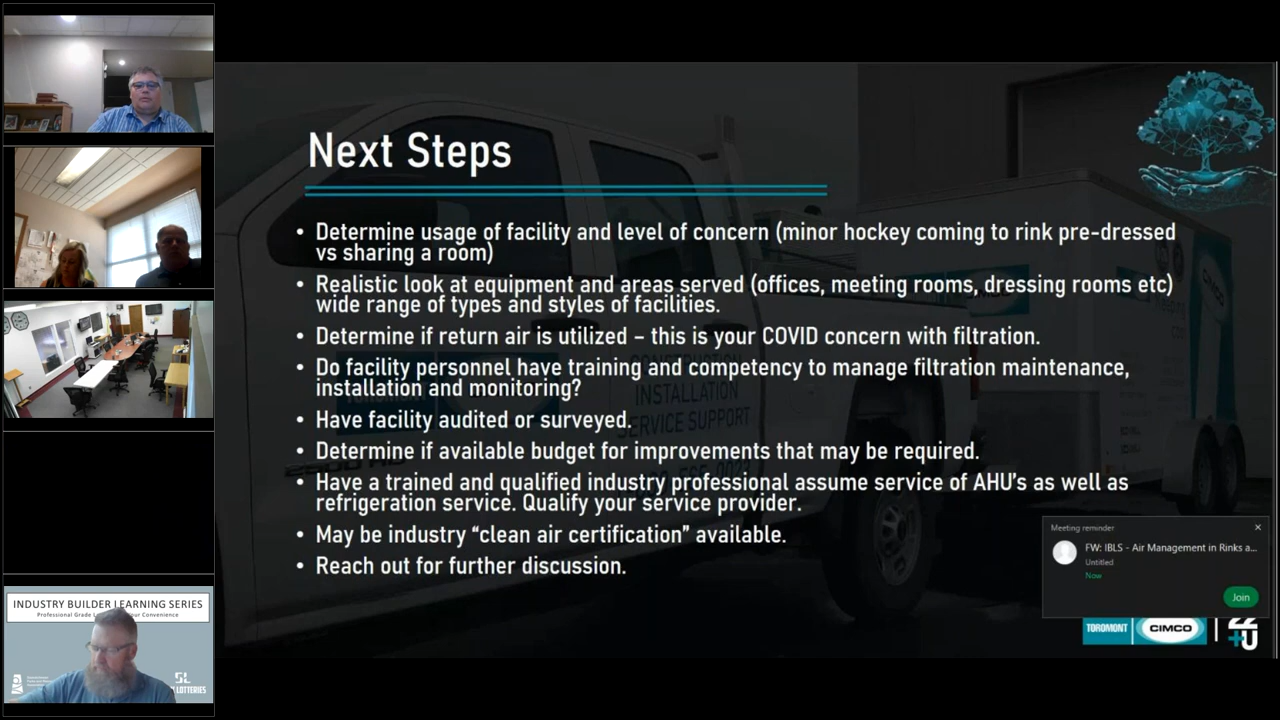 Next Steps
• Determine usage of facility and level of concern (minor hockey coming to rink pre-dressed
vs sharing a room)
• Realistic look at equipment and areas served (offices, meeting rooms, dressing rooms etc)
wide range of types and styles of facilities.
• Determine if return air is utilized – this is your COVID concern with filtration.
• Do facility personnel have training and competency to manage filtration maintenance,
installation and monitoring?
• Have facility audited or surveyed.
• Determine if available budget for improvements that may be required.
• Have a trained and qualified industry professional assume service of AHU's as well as
refrigeration service. Qualify your service provider.
• May be industry “clean air certification” available.
• Reach out for further discussion.
CIMCO
INSTALLATION
SERVICE SUPPORT
Meeting reminder
FW: IBLS - Air Management in Rinks a...
Untitled
Now
Join
TOROMONT CIMCO
+U
INDUSTRY BUILDER LEARNING SERIES
Professional Grade
Convenience
SL
LOTTERIES